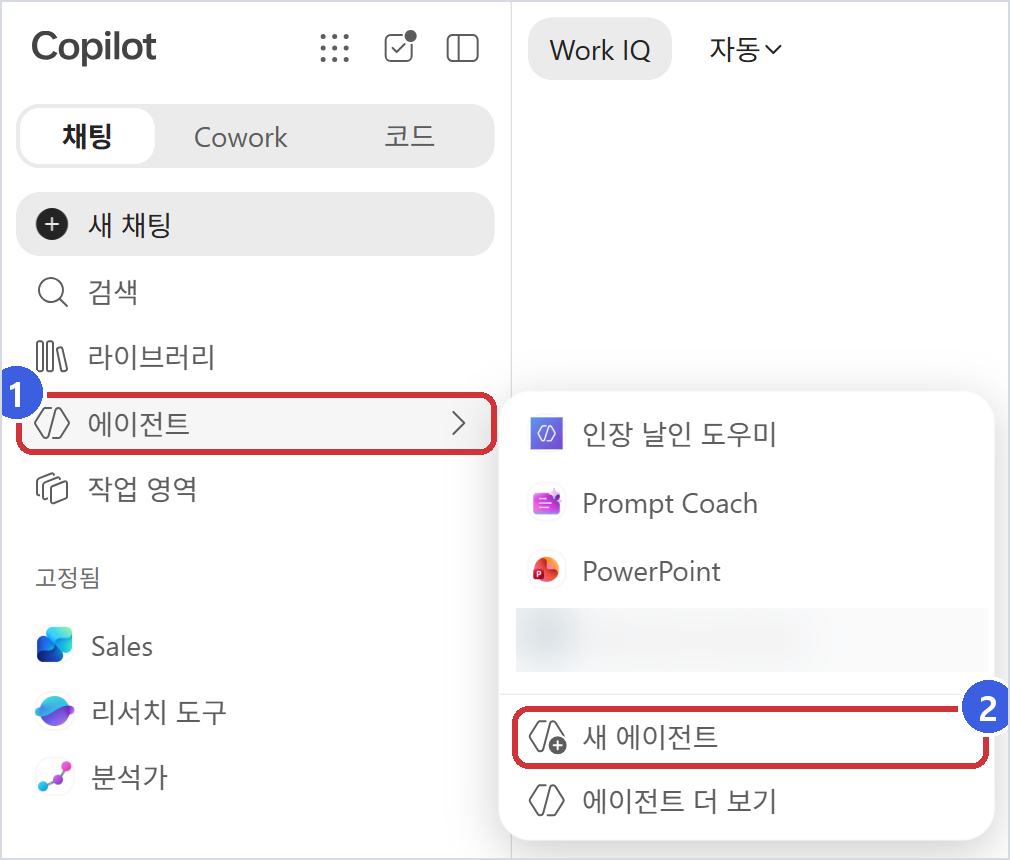 Copilot
Work IQ
자동
채팅
Cowork
코드
새 채팅
검색
라이브러리
1
에이전트
작업 영역
고정됨
Sales
리서치 도구
분석가
인장 날인 도우미
Prompt Coach
PowerPoint
2
새 에이전트
에이전트 더 보기